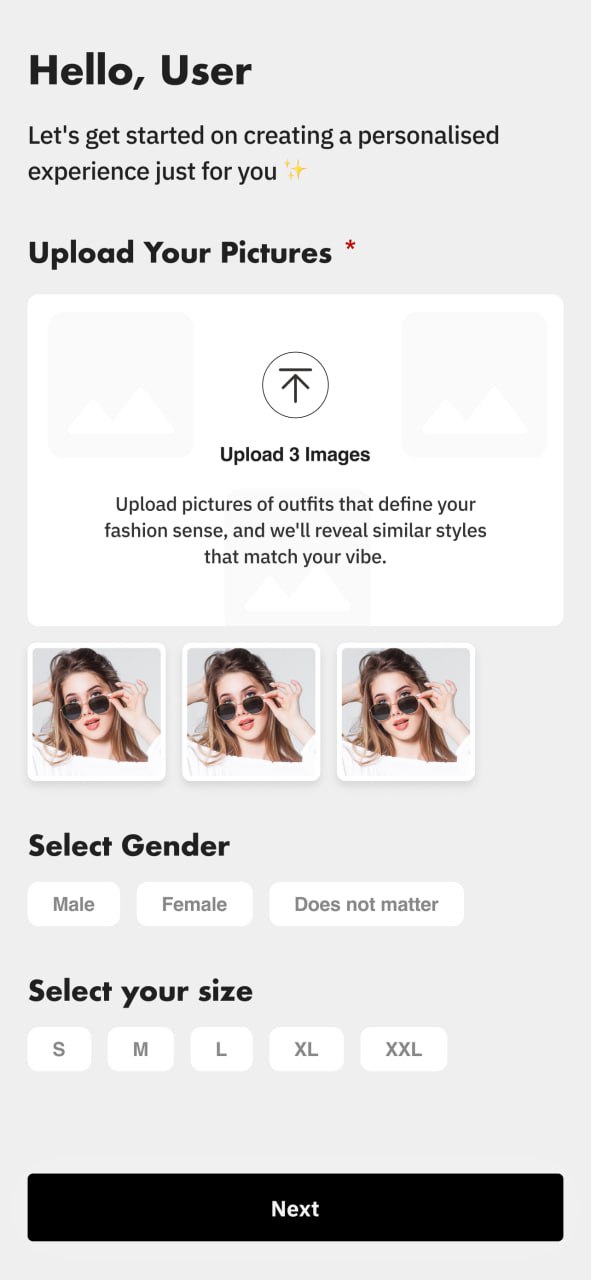 Hello, User
Let's get started on creating a personalised
experience just for you ✨
Upload Your Pictures *
Upload 3 Images
Upload pictures of outfits that define your
fashion sense, and we'll reveal similar styles
that match your vibe.
Select Gender
Male Female Does not matter
Select your size
S M L XL XXL
Next